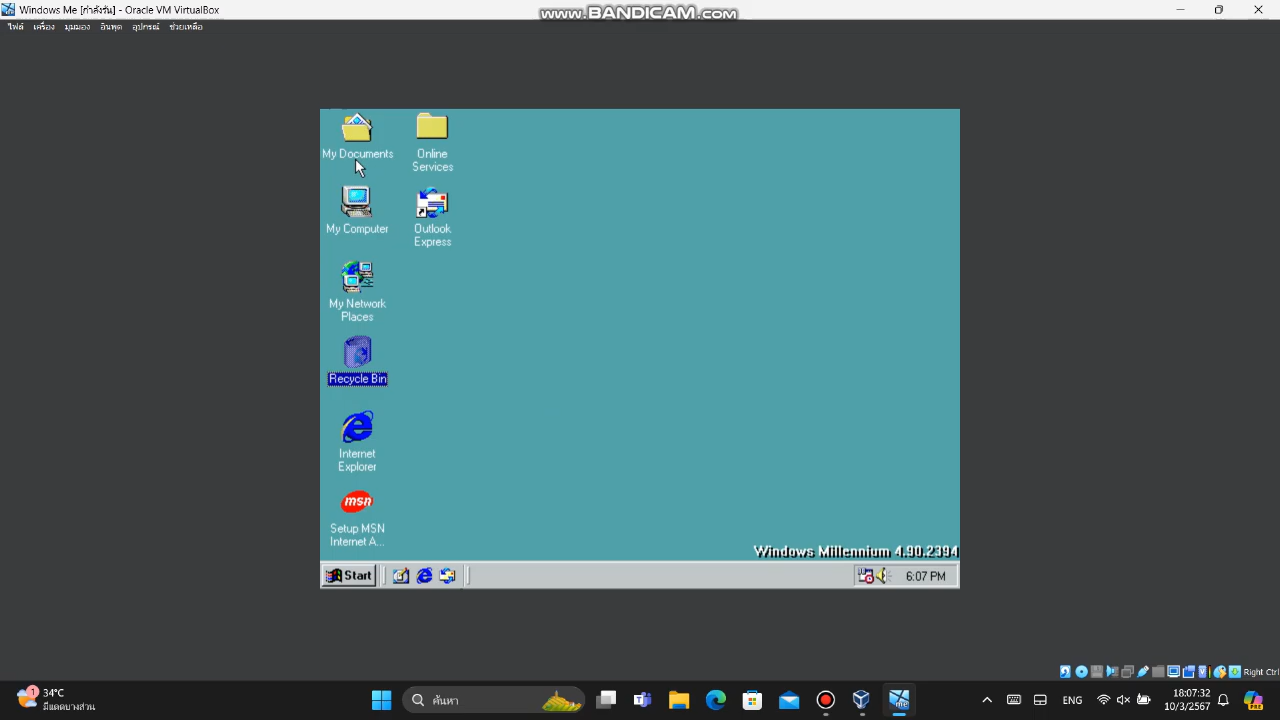 Windows Me [กำลังรัน] - Oracle VM VirtualBox
www.BANDICAM.com
ไฟล์ เครื่อง มุมมอง อินพุต อุปกรณ์ ช่วยเหลือ
My Documents
Online
Services
My Computer
Outlook
Express
My Network
Places
Recycle Bin
Internet
Explorer
msn
Setup MSN
Internet A...
Windows Millennium 4.90.2394
Start
6:07 PM
Right Ctrl
1
34°C
มีแดดบางส่วน
ค้นหา
me
ENG
18:07:32
10/3/2567
PRE